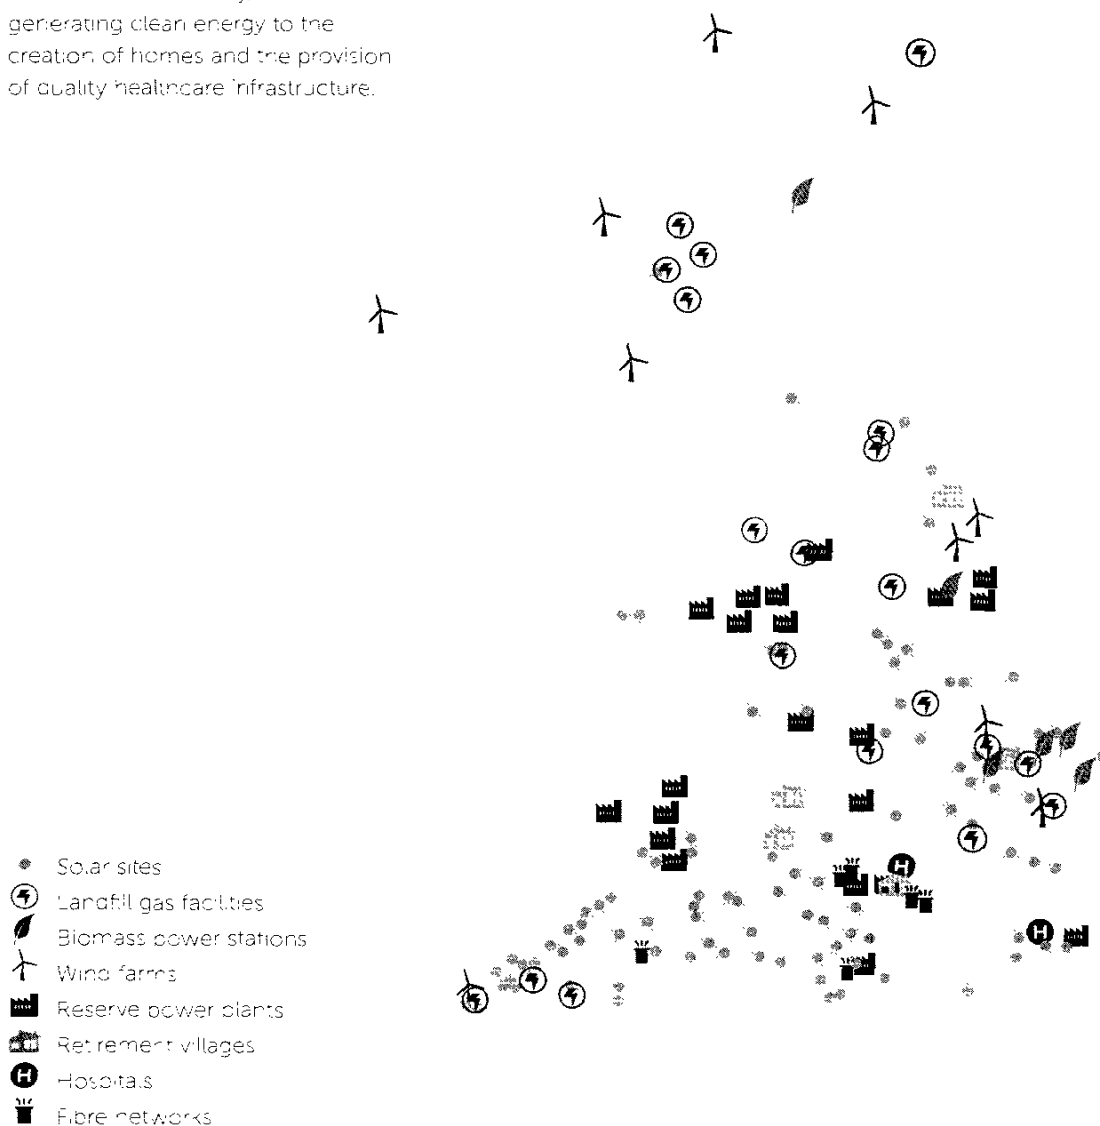 generating clean energy to the
creation of homes and the provision
of quality healthcare infrastructure.
Solar sites
Landfill gas facilities
Biomass power stations
Wind farms
Reserve power plants
Retirement villages
Hospitals
Fibre networks